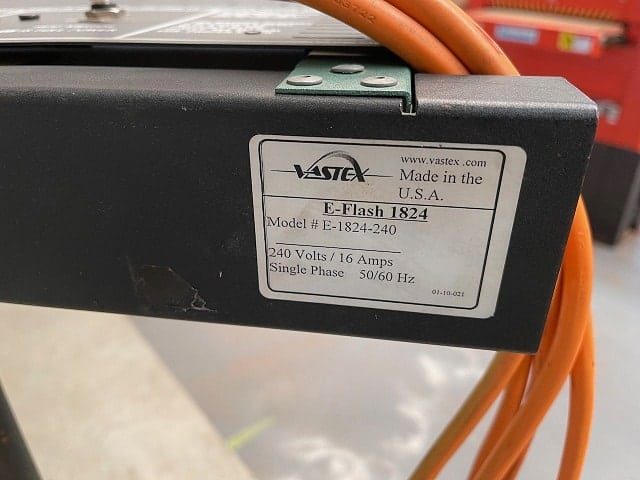 VASTEX
www.vastex .com
Made in the
U.S.A.
E-Flash 1824
Model # E-1824-240
240 Volts / 16 Amps
Single Phase 50/60 Hz
01-10-021